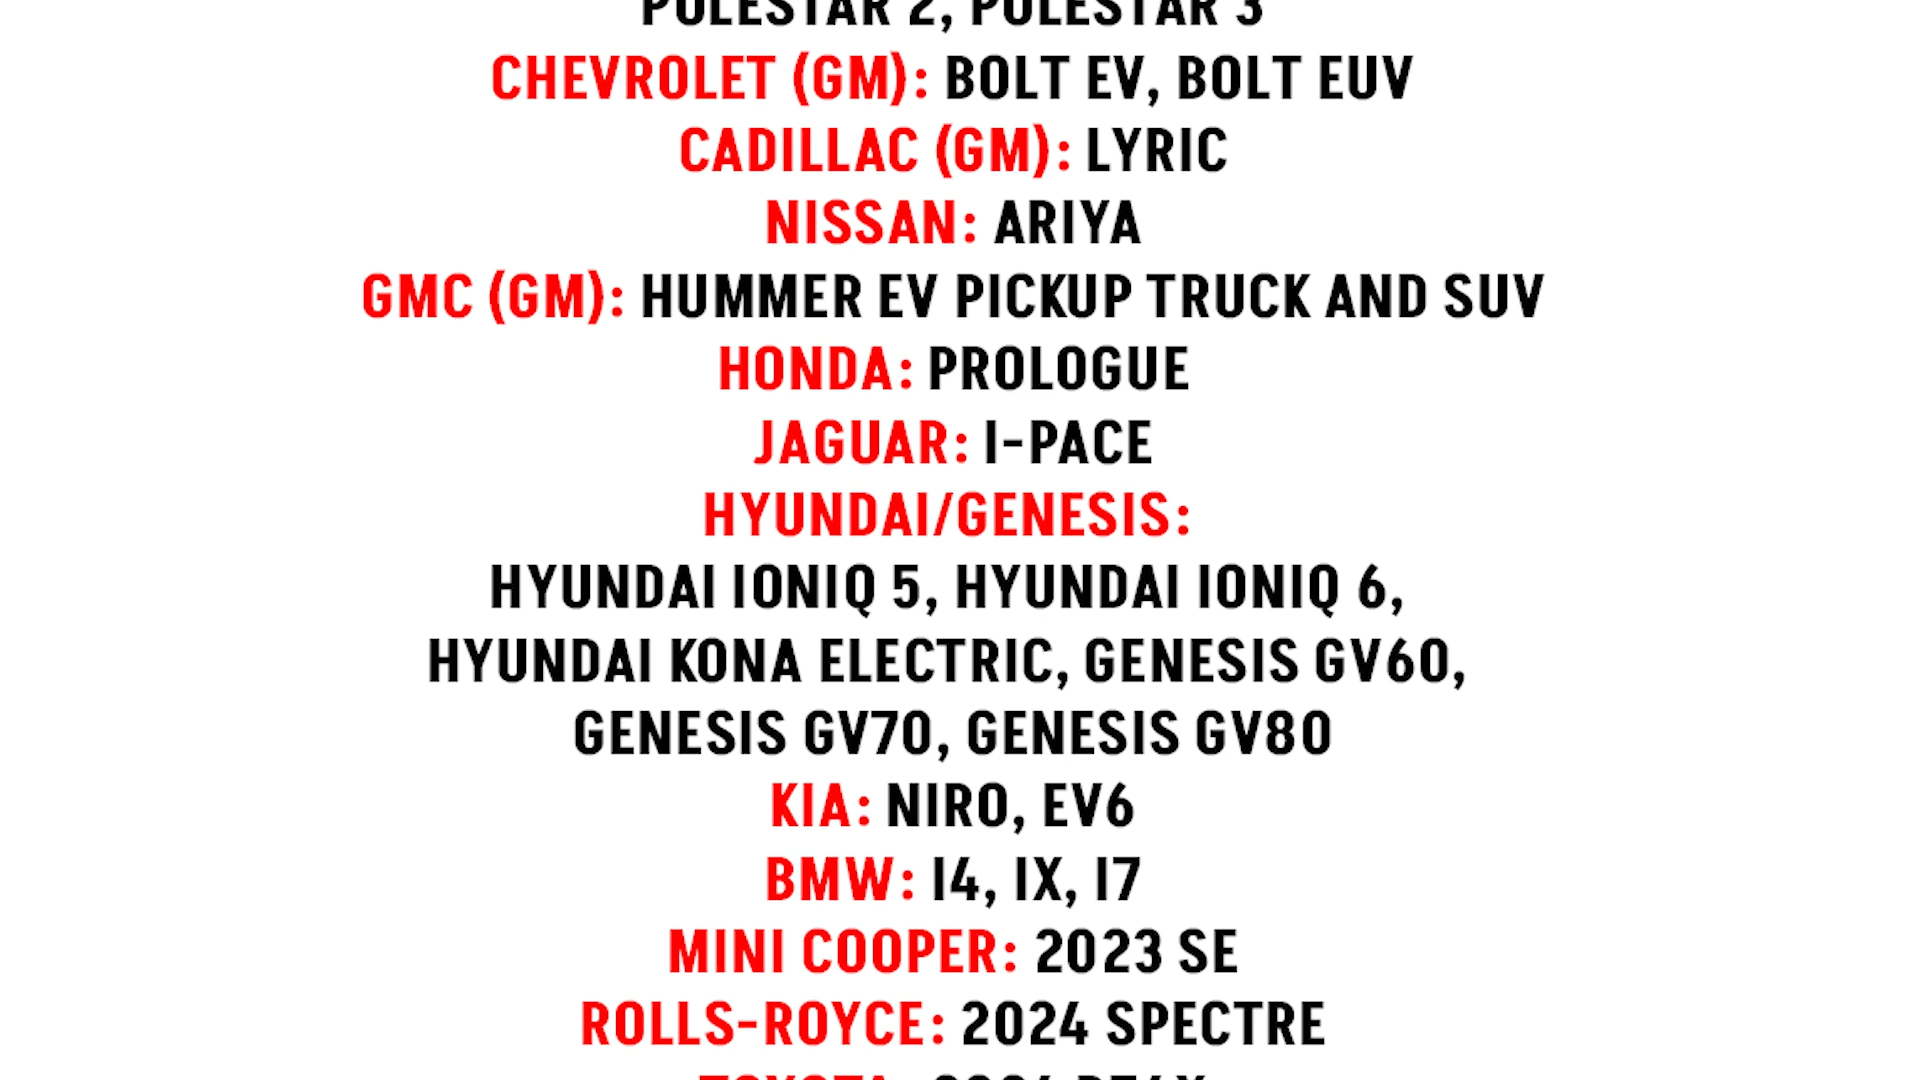 POLESTAR 2, POLESTAR 3
CHEVROLET (GM): BOLT EV, BOLT EUV
CADILLAC (GM): LYRIC
NISSAN: ARIYA
GMC (GM): HUMMER EV PICKUP TRUCK AND SUV
HONDA: PROLOGUE
JAGUAR: I-PACE
HYUNDAI/GENESIS:
HYUNDAI IONIQ 5, HYUNDAI IONIQ 6,
HYUNDAI KONA ELECTRIC, GENESIS GV60,
GENESIS GV70, GENESIS GV80
KIA: NIRO, EV6
BMW: I4, IX, I7
MINI COOPER: 2023 SE
ROLLS-ROYCE: 2024 SPECTRE